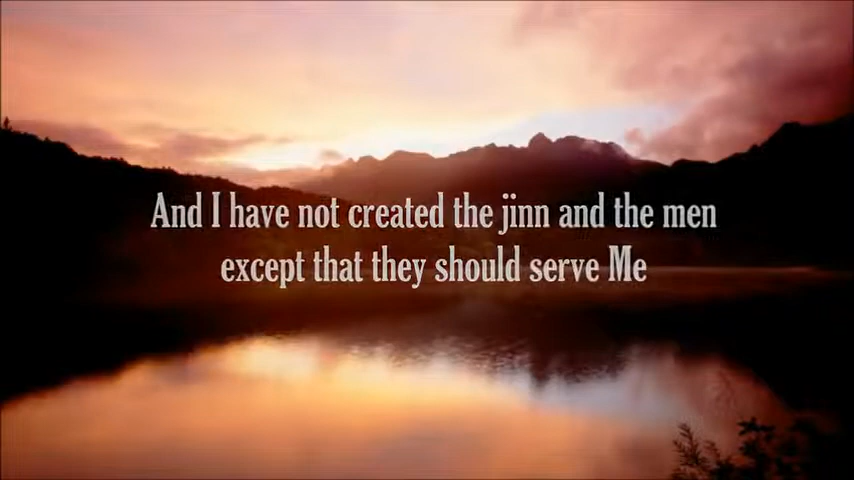 And I have not created the jinn and the men
except that they should serve Me